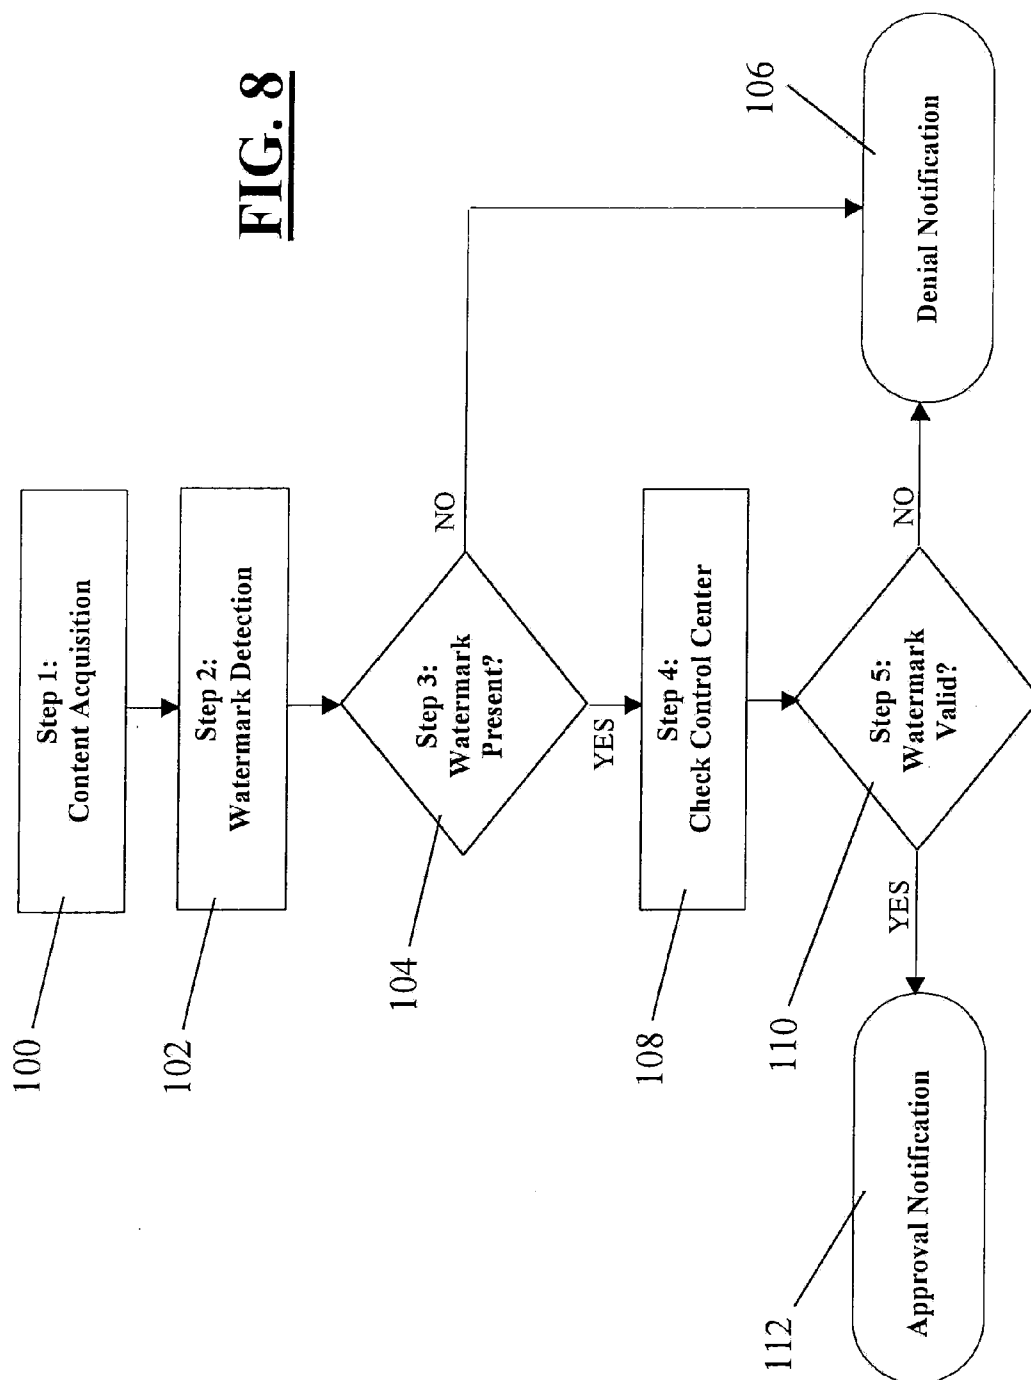 FIG. 8
Step 1:
Content Acquisition
100
Step 2:
Watermark Detection
102
Step 3:
Watermark
Present?
104
NO
YES
Step 4:
Check Control Center
108
Step 5:
Watermark
Valid?
110
YES
NO
Approval Notification
112
Denial Notification
106